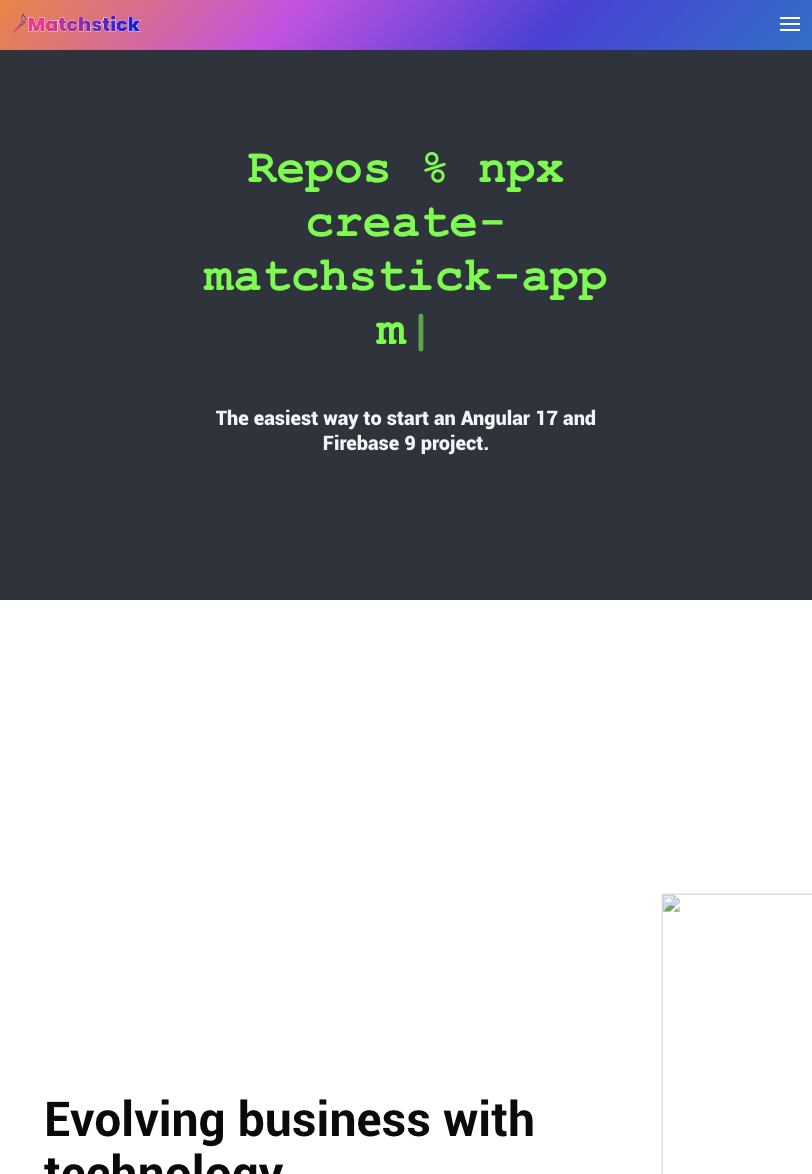 Matchstick
Repos % npx
create-
matchstick-app
m|
The easiest way to start an Angular 17 and
Firebase 9 project.
Evolving business with
technology